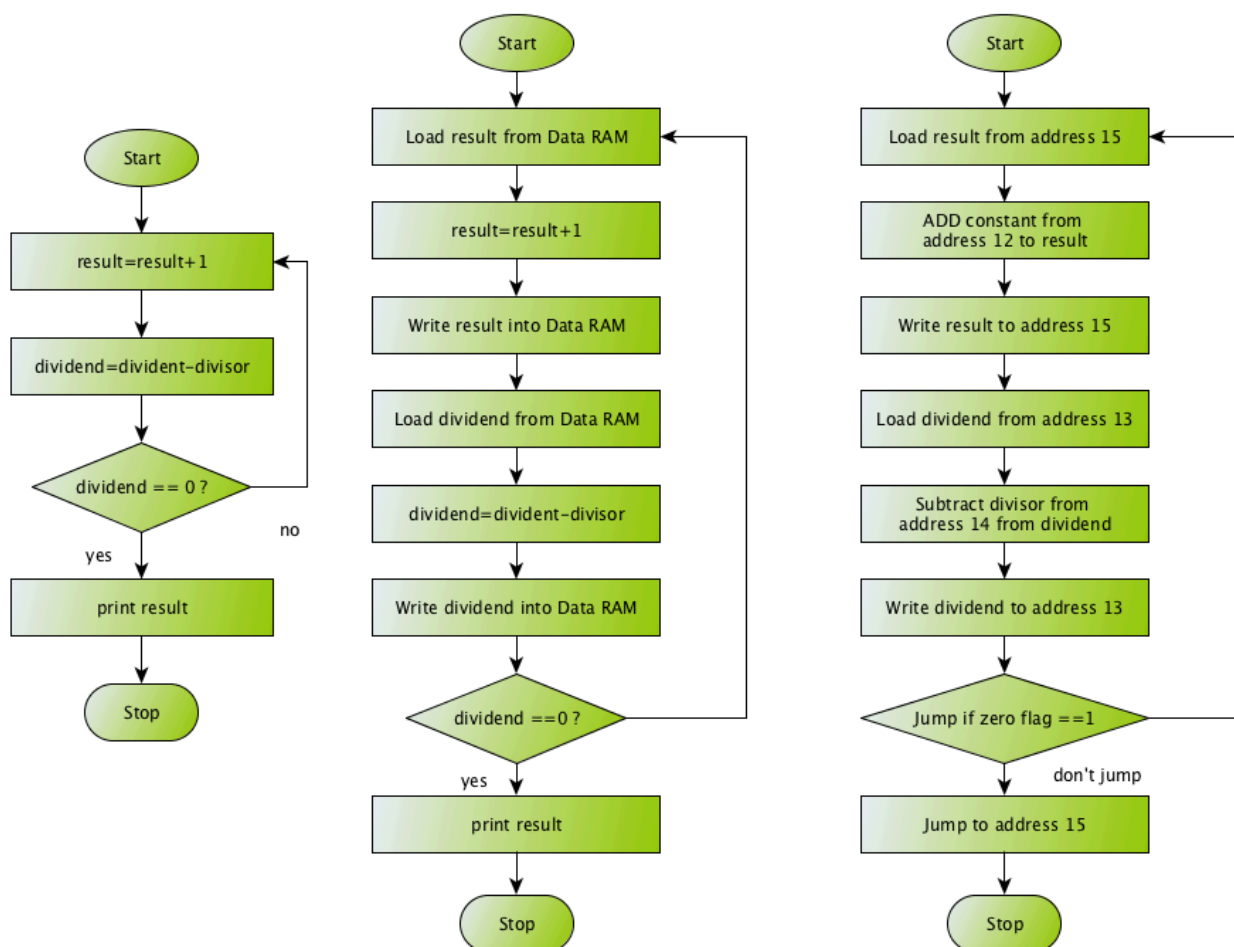 Start
result=result+1
dividend=divident-divisor
dividend == 0 ?
no
yes
print result
Stop
Start
Load result from Data RAM
result=result+1
Write result into Data RAM
Load dividend from Data RAM
dividend=divident-divisor
Write dividend into Data RAM
dividend ==0 ?
yes
print result
Stop
Start
Load result from address 15
ADD constant from
address 12 to result
Write result to address 15
Load dividend from address 13
Subtract divisor from
address 14 from dividend
Write dividend to address 13
Jump if zero flag ==1
don't jump
Jump to address 15
Stop